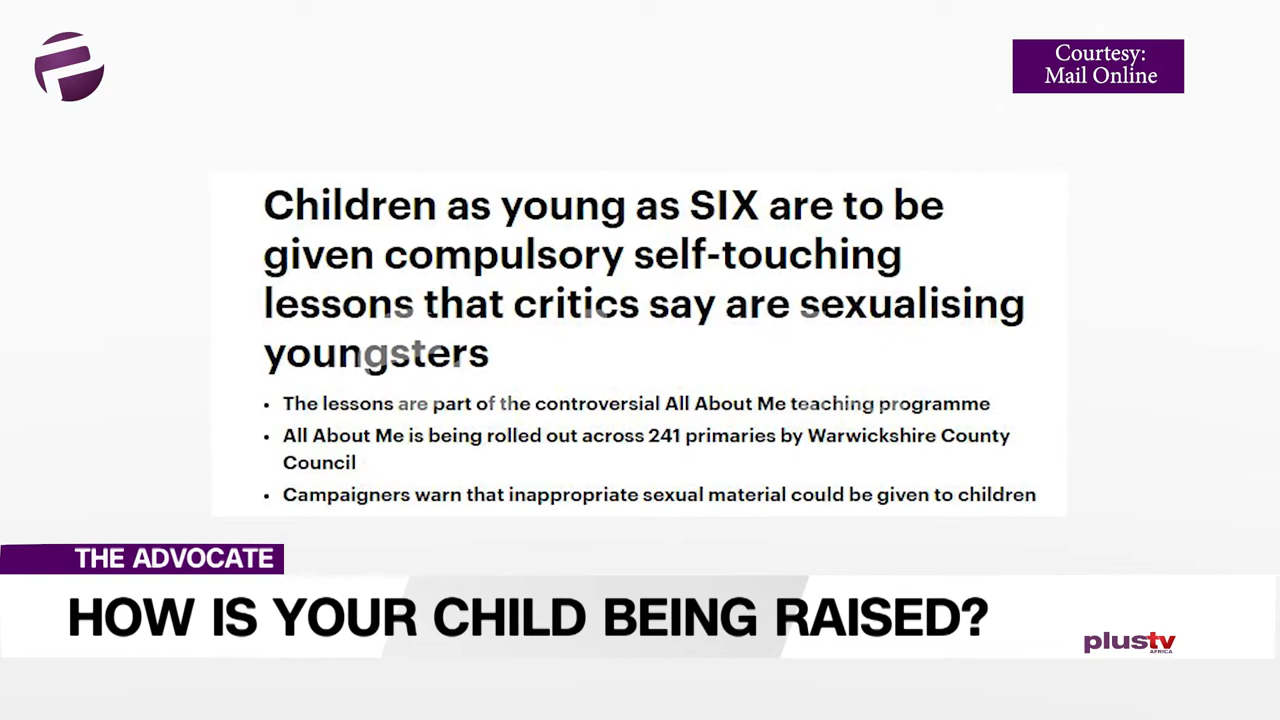 Courtesy:
Mail Online
Children as young as SIX are to be
given compulsory self-touching
lessons that critics say are sexualising
youngsters
• The lessons are part of the controversial All About Me teaching programme
• All About Me is being rolled out across 241 primaries by Warwickshire County
Council
• Campaigners warn that inappropriate sexual material could be given to children
THE ADVOCATE
HOW IS YOUR CHILD BEING RAISED?
plustv
AFRICA